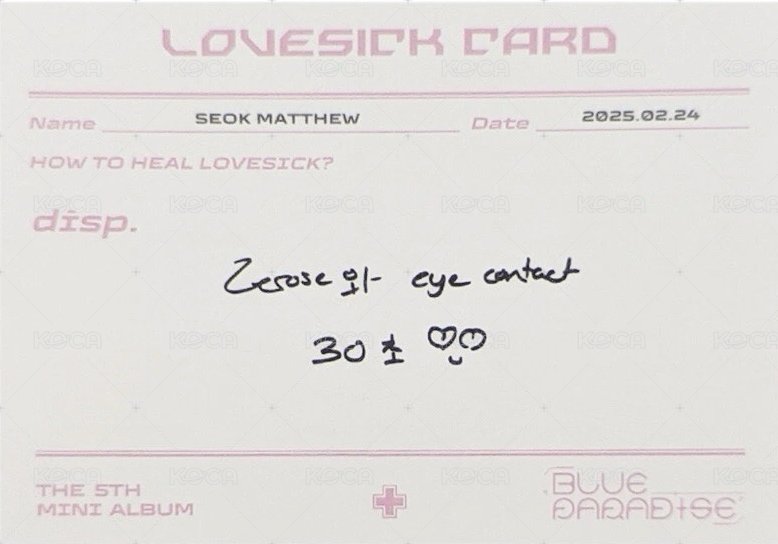 LOVESICK CARD
Name SEOK MATTHEW Date 2025.02.24
HOW TO HEAL LOVESICK?
disp.
Zerose와 eye contact
30초
THE 5TH
MINI ALBUM
BLUE
PARADISE
KOCA